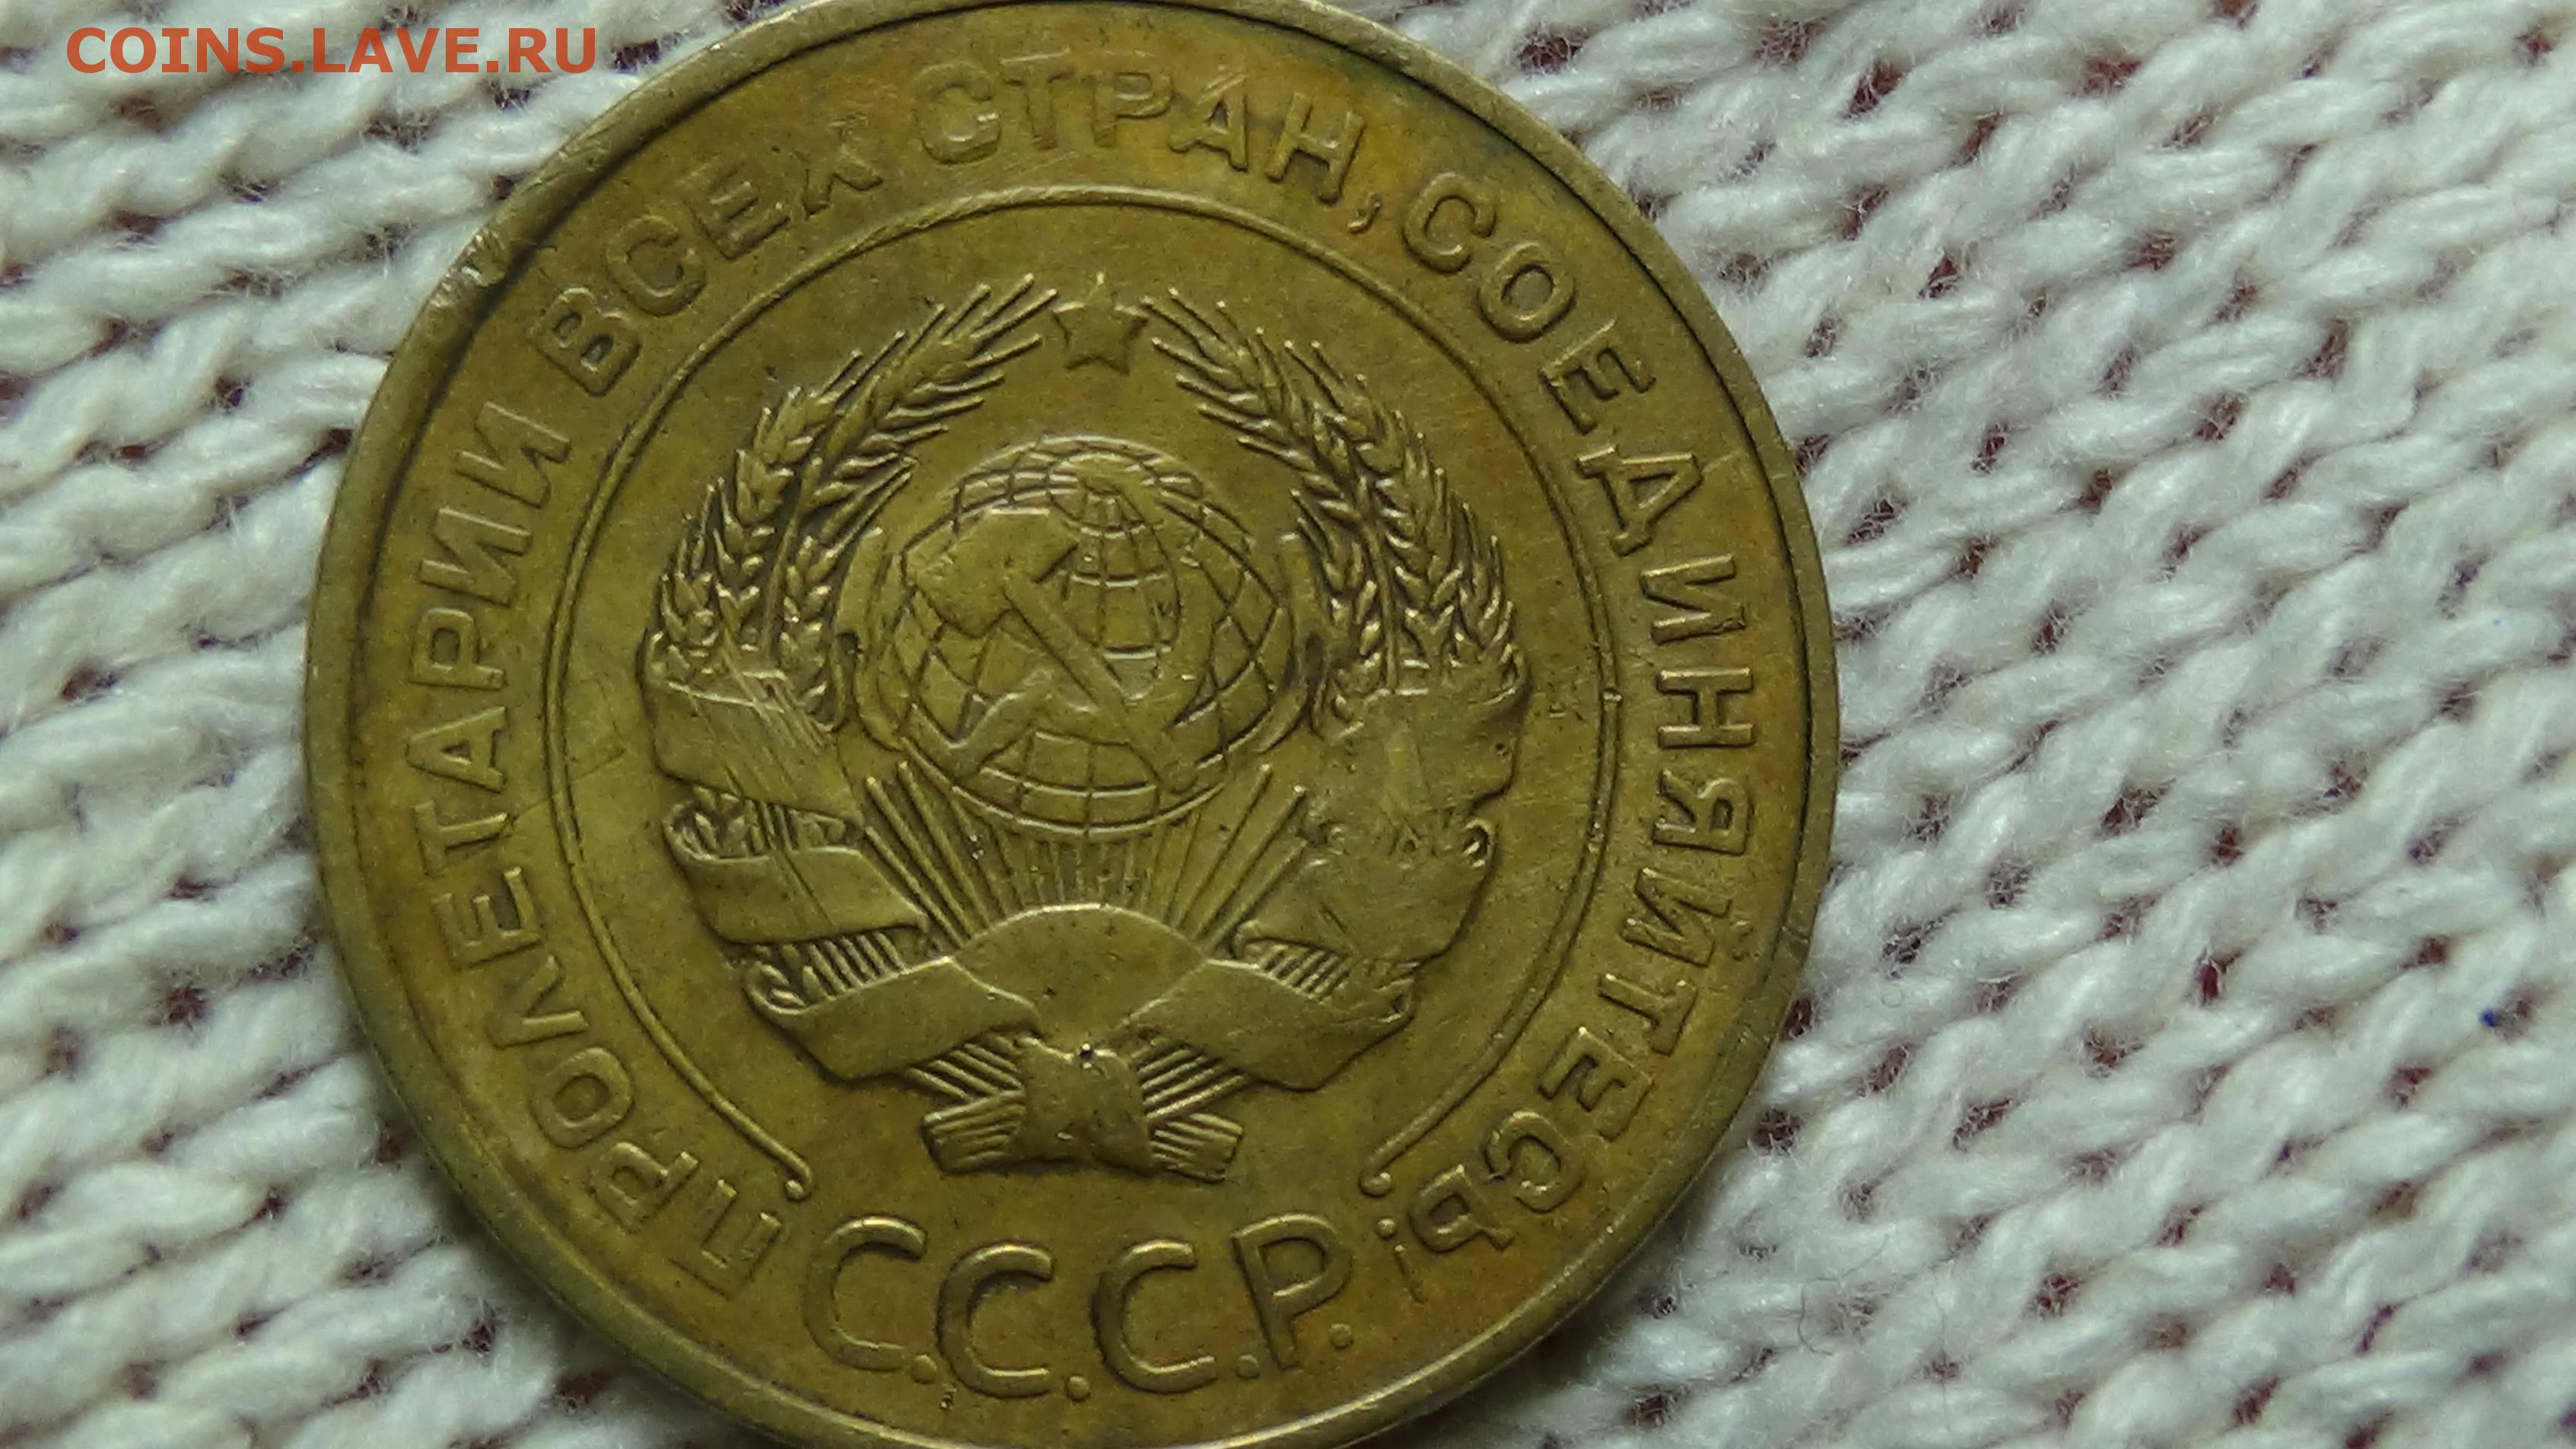 COINS.LAVE.RU
ПРОЛЕТАРИИ ВСЕХ СТРАН, СОЕДИНЯЙТЕСЬ!
С.С.С.Р.